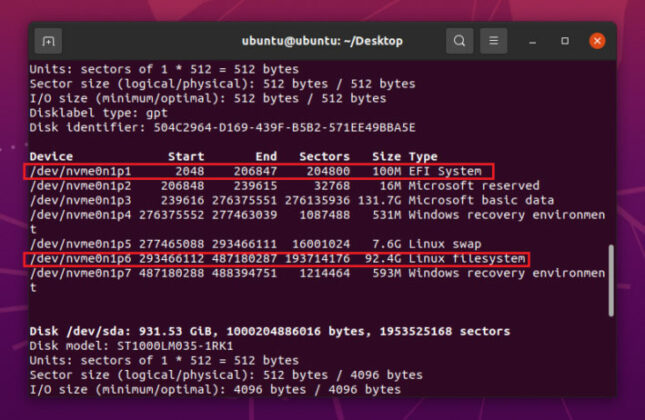 ubuntu@ubuntu: ~/Desktop
Units: sectors of 1 * 512 = 512 bytes
Sector size (logical/physical): 512 bytes / 512 bytes
I/O size (minimum/optimal): 512 bytes / 512 bytes
Disklabel type: gpt
Disk identifier: 504C2964-D169-439F-B5B2-571EE49BBA5E
Device Start End Sectors Size Type
/dev/nvme0n1p1 2048 206847 204800 100M EFI System
/dev/nvme0n1p2 206848 239615 32768 16M Microsoft reserved
/dev/nvme0n1p3 239616 276375551 276135936 131.7G Microsoft basic data
/dev/nvme0n1p4 276375552 277463039 1087488 531M Windows recovery environmen
t
/dev/nvme0n1p5 277465088 293466111 16001024 7.6G Linux swap
/dev/nvme0n1p6 293466112 487180287 193714176 92.4G Linux filesystem
/dev/nvme0n1p7 487180288 488394751 1214464 593M Windows recovery environmen
t
Disk /dev/sda: 931.53 GiB, 1000204886016 bytes, 1953525168 sectors
Disk model: ST1000LM035-1RK1
Units: sectors of 1 * 512 = 512 bytes
Sector size (logical/physical): 512 bytes / 4096 bytes
I/O size (minimum/optimal): 4096 bytes / 4096 bytes